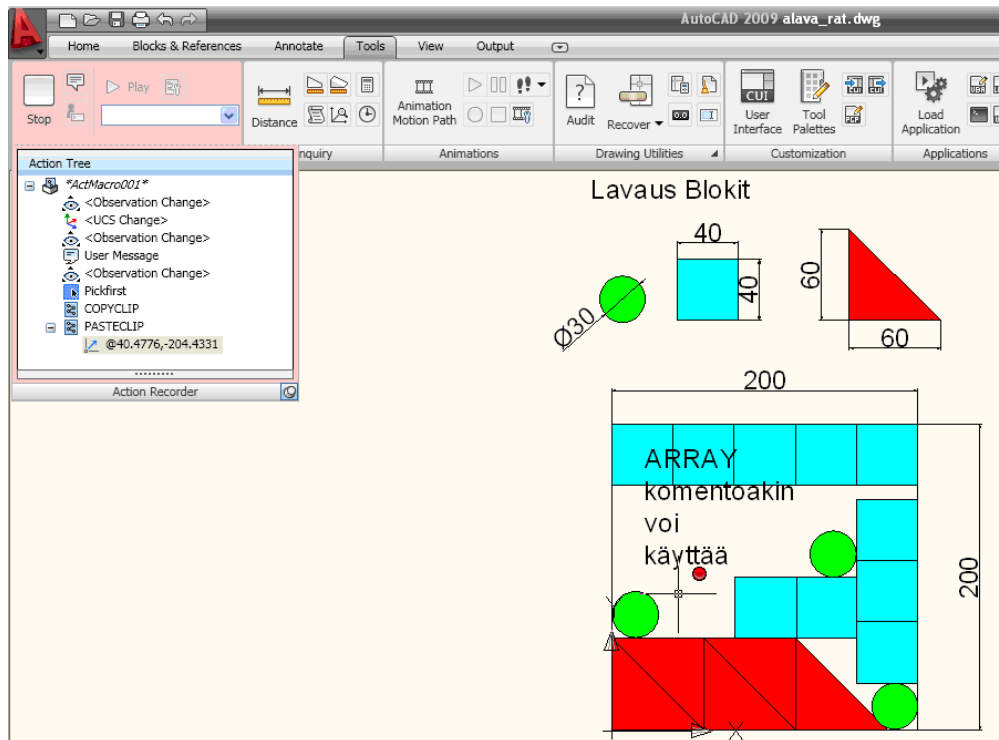 AutoCAD 2009 alava_rat.dwg
Home Blocks & References Annotate Tools View Output
Stop Play
Distance
Animation Motion Path
Audit Recover
CUI
User Interface
Tool Palettes
Load Application
nquiry Animations Drawing Utilities Customization Applications
Action Tree
*ActMacro001*
<Observation Change>
<UCS Change>
<Observation Change>
User Message
<Observation Change>
Pickfirst
COPYCLIP
PASTECLIP
@40.4776,-204.4331
Action Recorder
Lavaus Blokit
40
40
60
60
Ø30
200
ARRAY
komentoakin
voi
käyttää
200
X